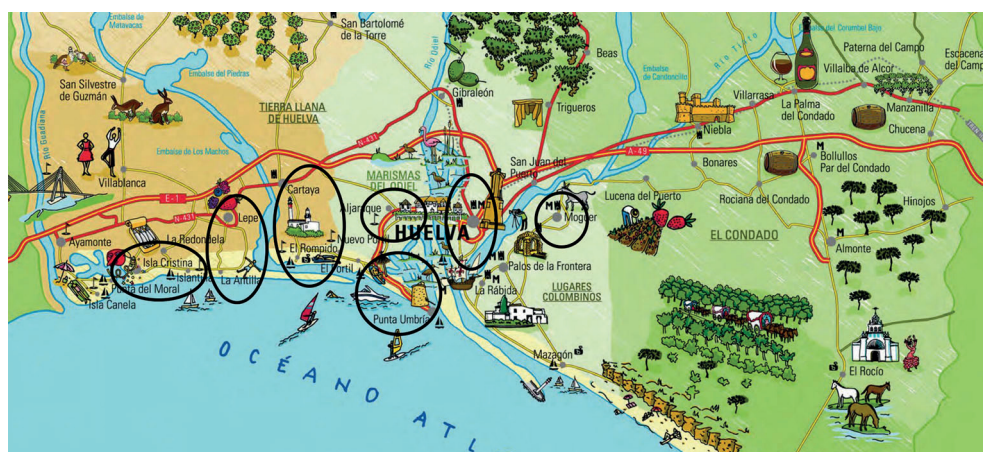 Embalse de
Matavacas
San Bartolomé
de la Torre
Río Odiel
Beas
Río Tinto
Embalse del Corumbel Bajo
Paterna del Campo
Escacena
del Camp
Embalse del Piedras
San Silvestre
de Guzmán
Gibraleón
Embalse
de Candoncillo
Villalba de Alcor
TIERRA LLANA
DE HUELVA
Trigueros
Villarrasa
La Palma
del Condado
Manzanilla
Río Guadiana
N-431
Niebla
Chucena
Embalse de Los Machos
MARISMAS
DEL ODIEL
San Juan del
Puerto
A-49
Bonares
M
Bollullos
Par del Condado
Villablanca
E-1
Cartaya
Lucena del Puerto
Rociana del Condado
Hinojos
N-431
Lepe
Aljaraque
HUELVA
M
M
Moguer
Ayamonte
La Redondela
El Rompido
Nuevo Portil
EL CONDADO
M
Almonte
Isla Cristina
Islantilla
La Antilla
El Portil
Palos de la Frontera
Punta del Moral
M
La Rábida
M
LUGARES
COLOMBINOS
Isla Canela
Punta Umbría
Mazagón
El Rocío
OCÉANO ATL